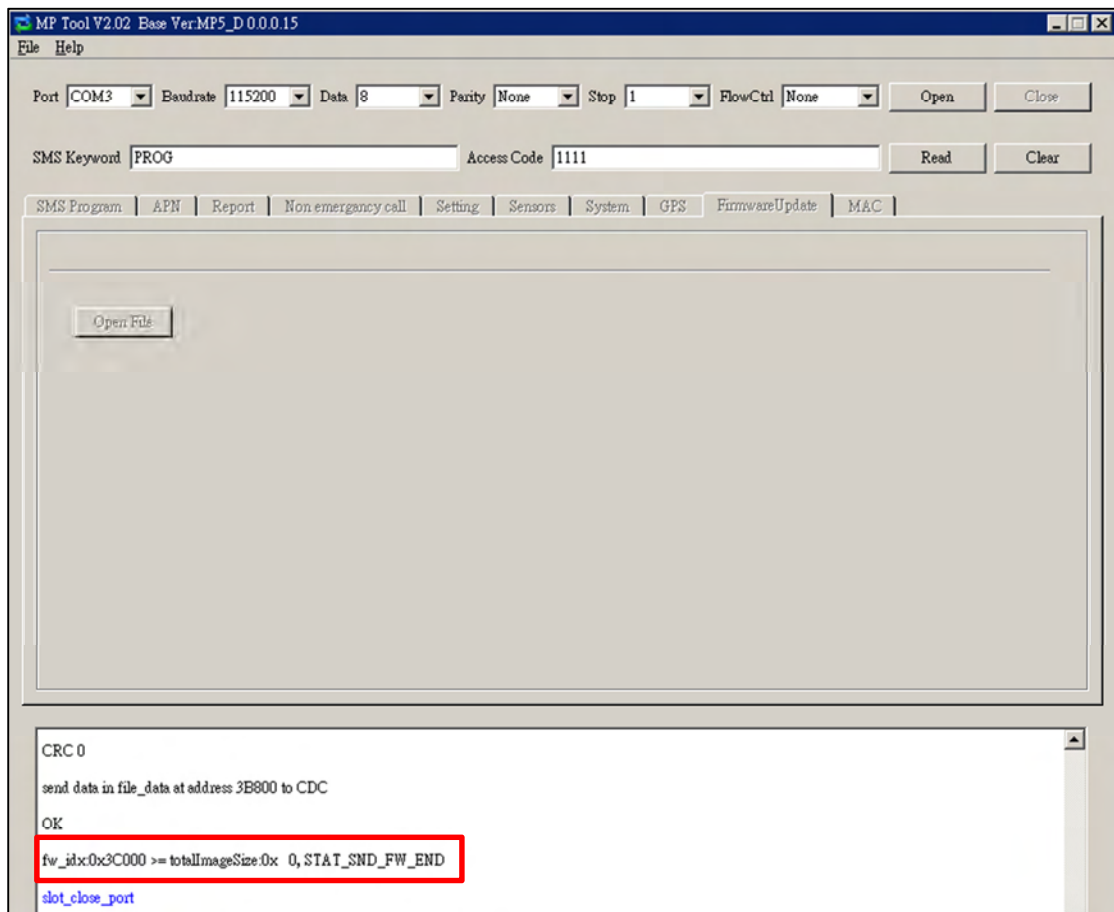 MP Tool V2.02 Base Ver:MP5_D 0.0.0.15
File Help
Port COM3 Baudrate 115200 Data 8 Parity None Stop 1 FlowCtrl None Open Close
SMS Keyword PROG Access Code 1111 Read Clear
SMS Program APN Report Non emergancy call Setting Sensors System GPS FirmwareUpdate MAC
Open File
CRC 0
send data in file_data at address 3B800 to CDC
OK
fw_idx:0x3C000 >= totalImageSize:0x 0, STAT_SND_FW_END
slot_close_port